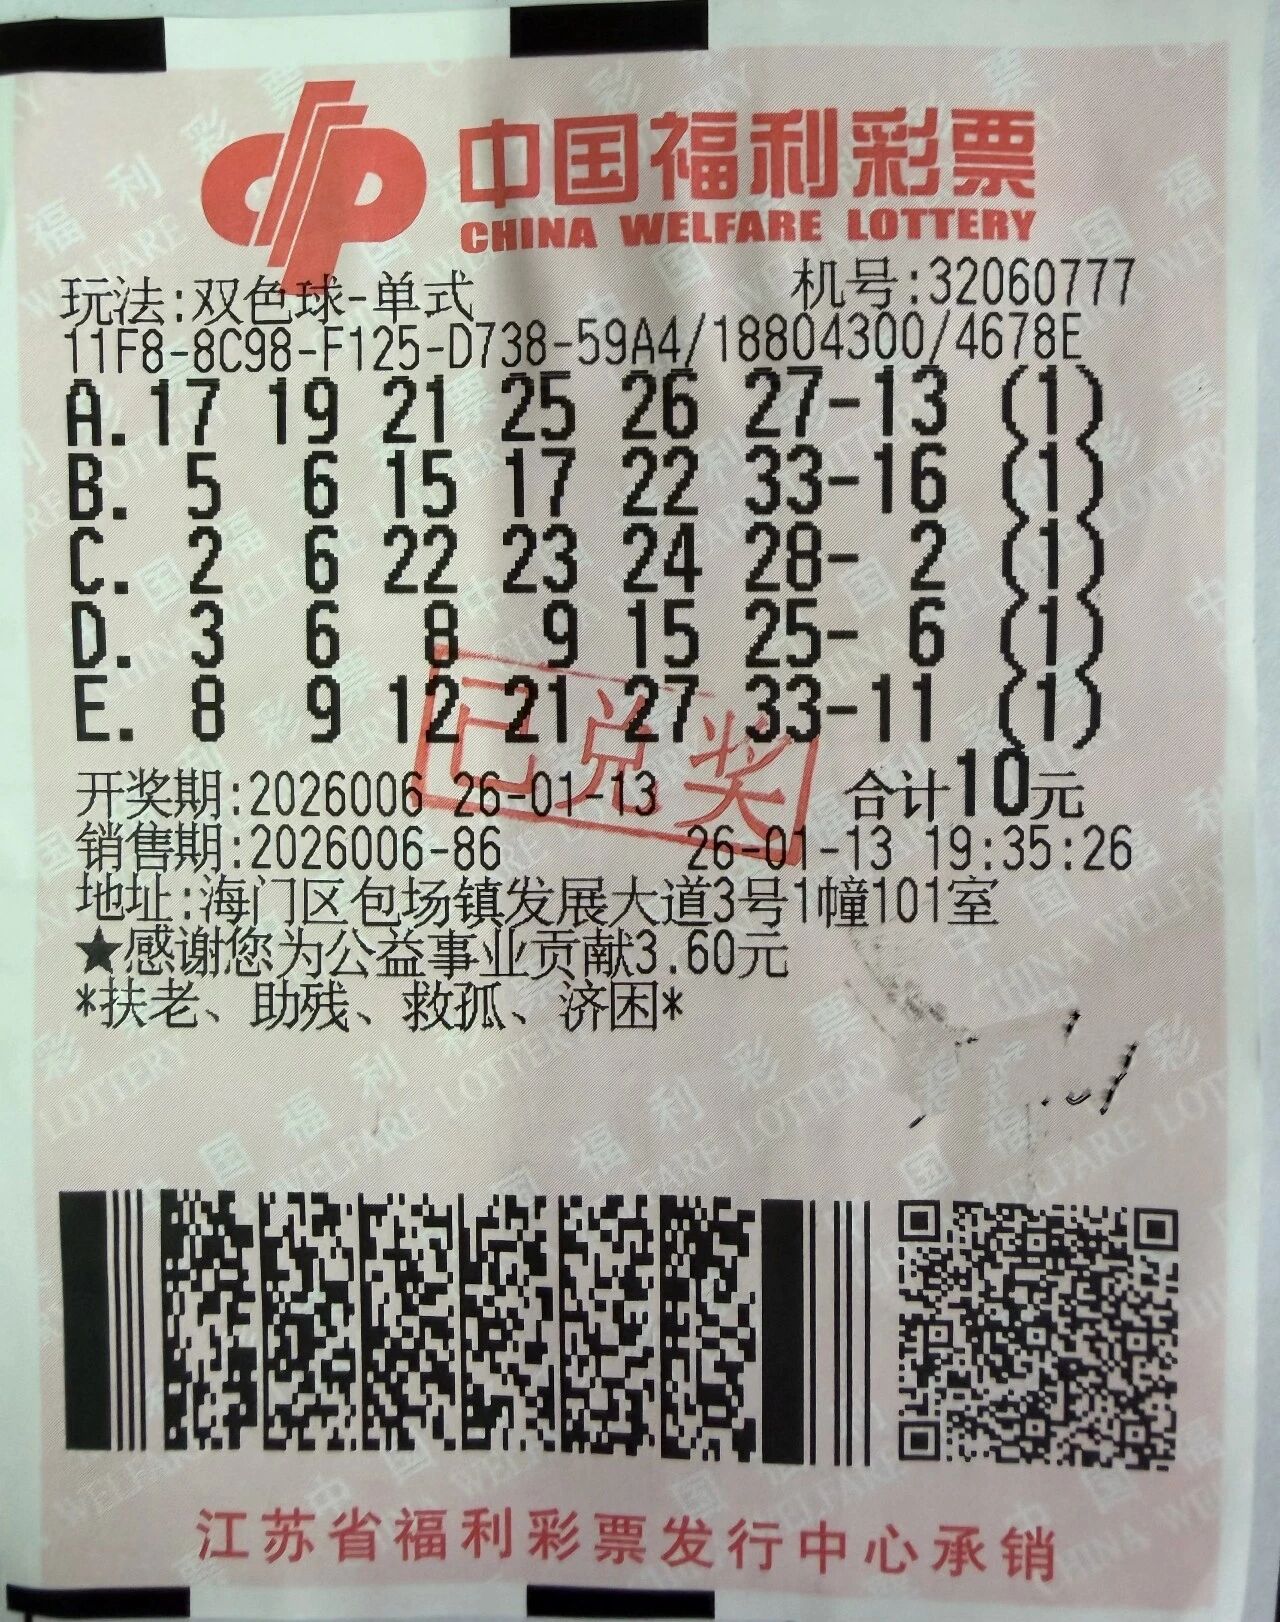 中国福利彩票
CHINA WELFARE LOTTERY
玩法:双色球-单式 机号:32060777
11F8-8C98-F125-D738-59A4/18804300/4678E
A. 17 19 21 25 26 27-13 (1)
B. 5 6 15 17 22 33-16 (1)
C. 2 6 22 23 24 28- 2 (1)
D. 3 6 8 9 15 25- 6 (1)
E. 8 9 12 21 27 33-11 (1)
已兑奖
开奖期:2026006 26-01-13 合计10元
销售期:2026006-86 26-01-13 19:35:26
地址:海门区包场镇发展大道3号1幢101室
★感谢您为公益事业贡献3.60元
*扶老、助残、救孤、济困*
江苏省福利彩票发行中心承销